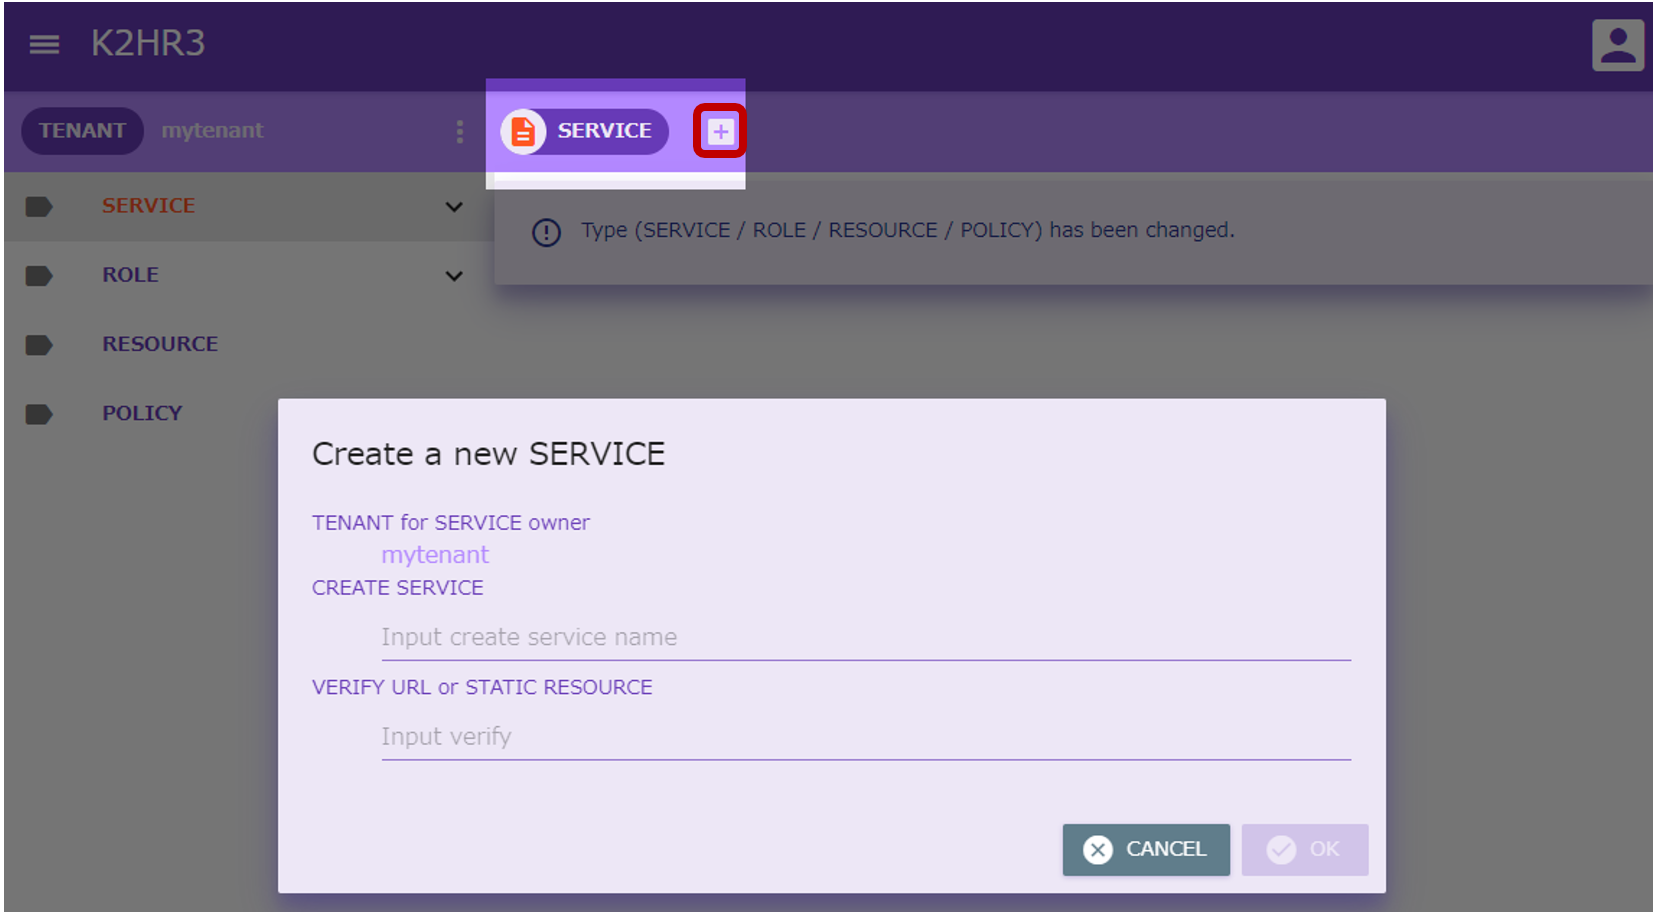 K2HR3
TENANT mytenant
SERVICE
SERVICE
Type (SERVICE / ROLE / RESOURCE / POLICY) has been changed.
ROLE
RESOURCE
POLICY
Create a new SERVICE
TENANT for SERVICE owner
mytenant
CREATE SERVICE
Input create service name
VERIFY URL or STATIC RESOURCE
Input verify
CANCEL
OK